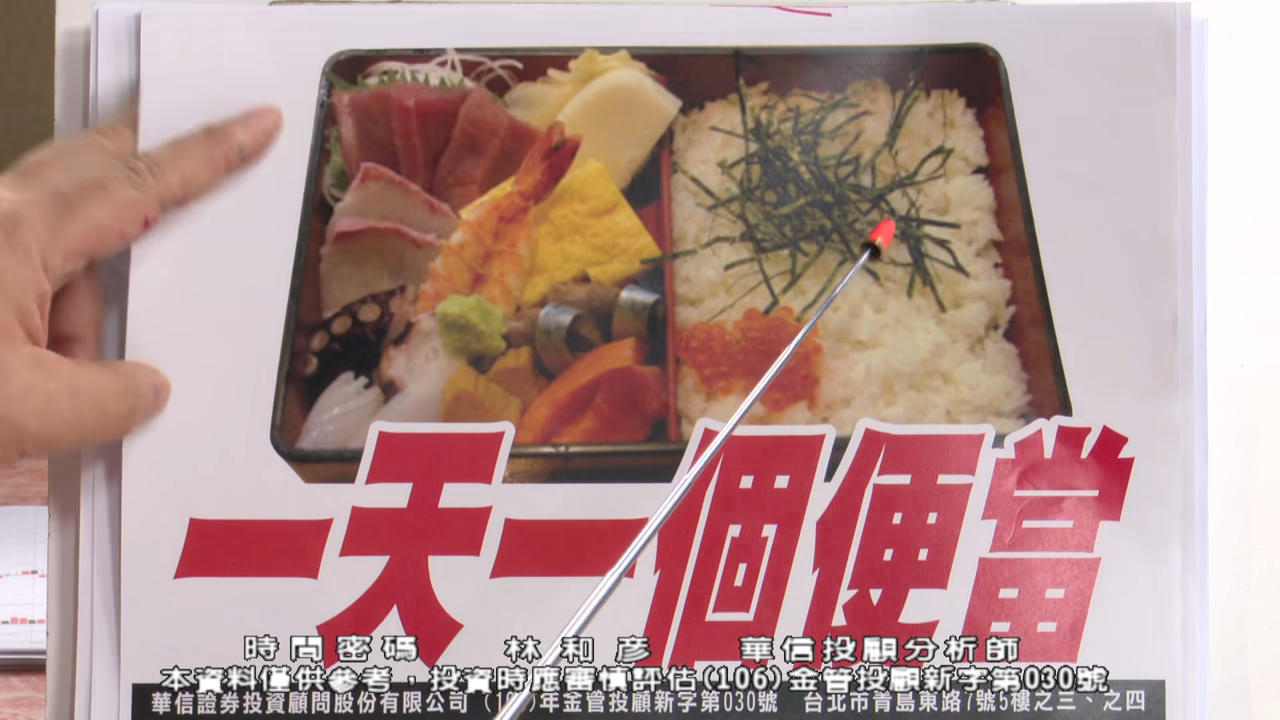 一天一個便當
時間密碼 林和彥 華信投顧分析師
本資料僅供參考，投資時應審慎評估(106)金管投顧新字第030號
華信證券投資顧問股份有限公司 (106)年金管投顧新字第030號 台北市青島東路7號5樓之三、之四